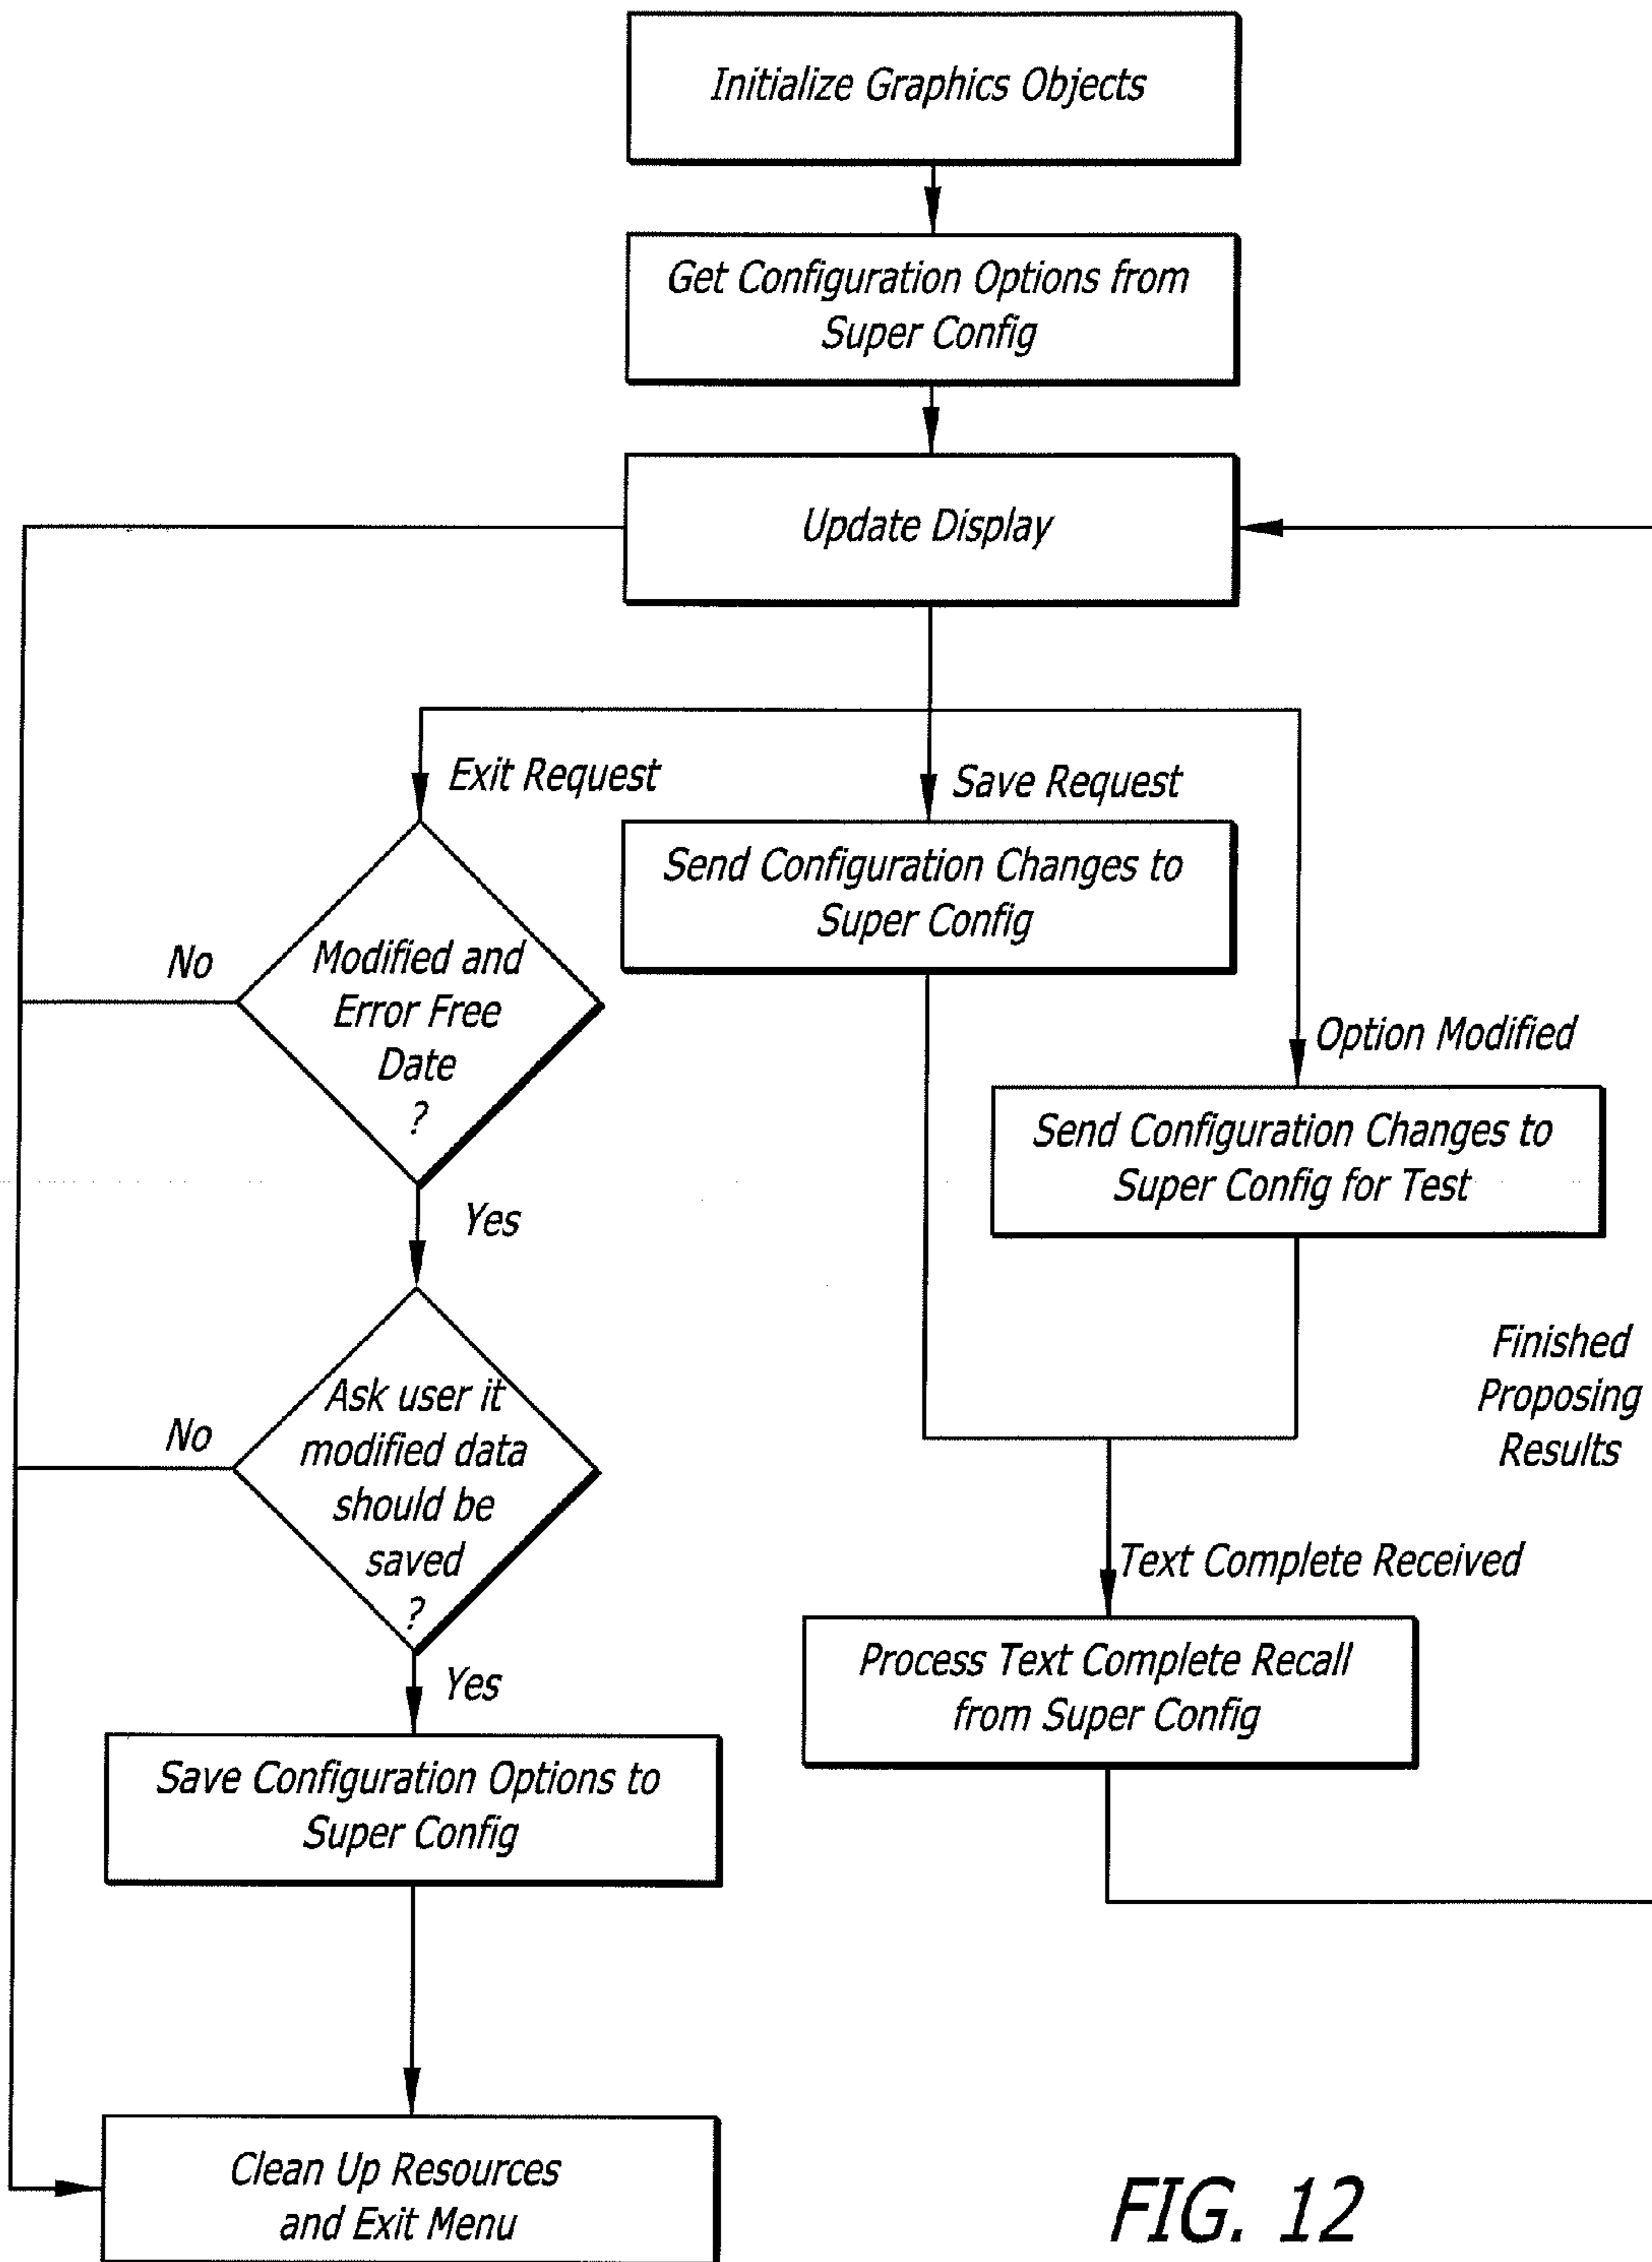 Initialize Graphics Objects
Get Configuration Options from
Super Config
Update Display
Exit Request
Save Request
Send Configuration Changes to
Super Config
No
Modified and
Error Free
Date
?
Option Modified
Send Configuration Changes to
Super Config for Test
Yes
Finished
Proposing
Results
No
Ask user it
modified data
should be
saved
?
Text Complete Received
Process Text Complete Recall
from Super Config
Yes
Save Configuration Options to
Super Config
Clean Up Resources
and Exit Menu
FIG. 12